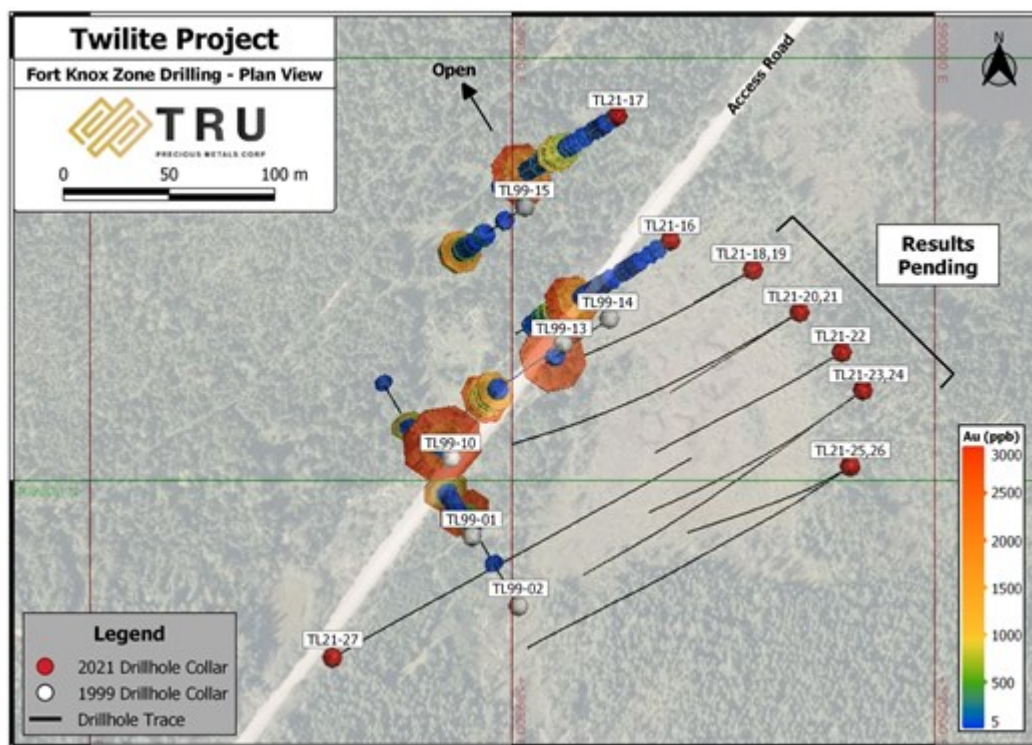 Twilite Project
Fort Knox Zone Drilling - Plan View
TRU
PRECIOUS METALS CORP
0 50 100 m
Open
Access Road
N
TL21-17
TL99-15
TL21-16
TL21-18,19
Results
Pending
TL99-14
TL21-20,21
TL99-13
TL21-22
TL21-23,24
TL99-10
TL21-25,26
TL99-01
TL99-02
TL21-27
Au (ppb)
3000
2500
2000
1500
1000
500
5
Legend
2021 Drillhole Collar
1999 Drillhole Collar
Drillhole Trace